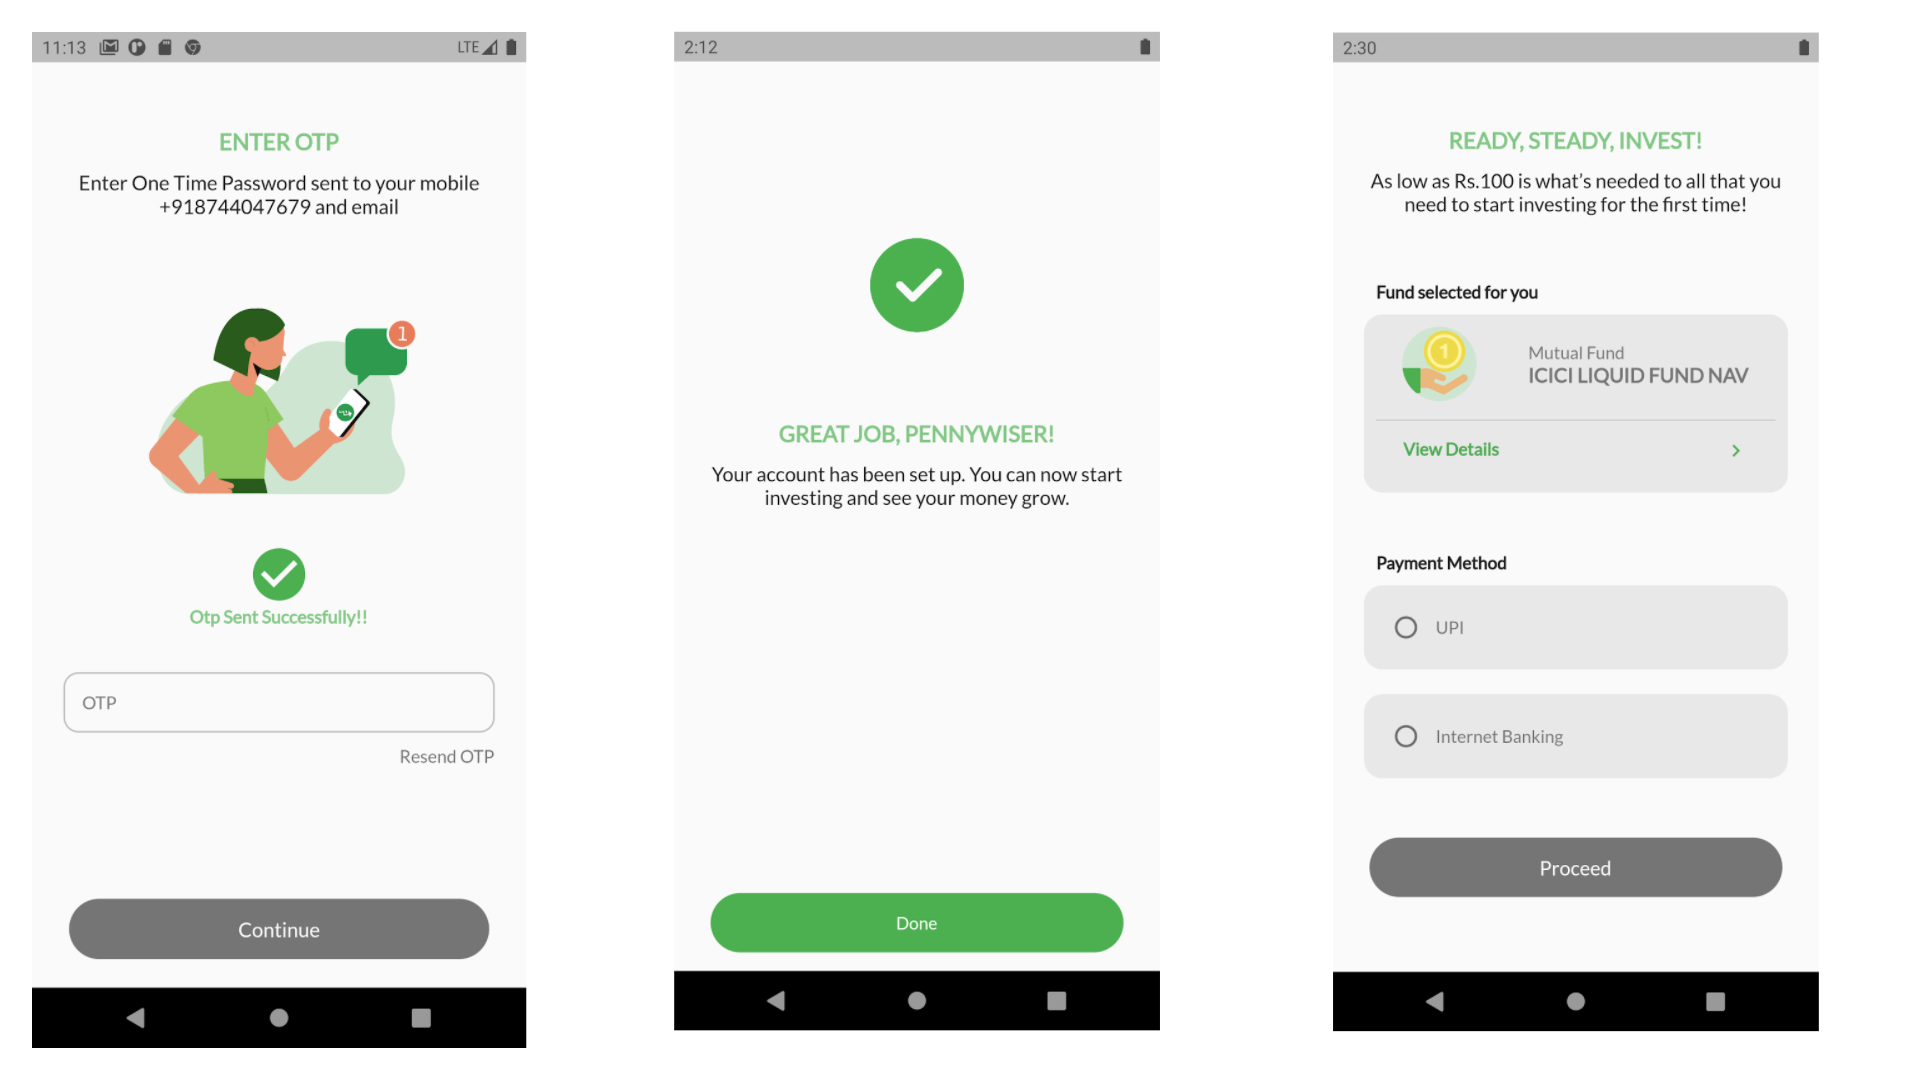 11:13
LTE
ENTER OTP
Enter One Time Password sent to your mobile
+918744047679 and email
1
Otp Sent Successfully!!
OTP
Resend OTP
Continue
2:12
GREAT JOB, PENNYWISER!
Your account has been set up. You can now start
investing and see your money grow.
Done
2:30
READY, STEADY, INVEST!
As low as Rs.100 is what's needed to all that you
need to start investing for the first time!
Fund selected for you
1
Mutual Fund
ICICI LIQUID FUND NAV
View Details
Payment Method
UPI
Internet Banking
Proceed